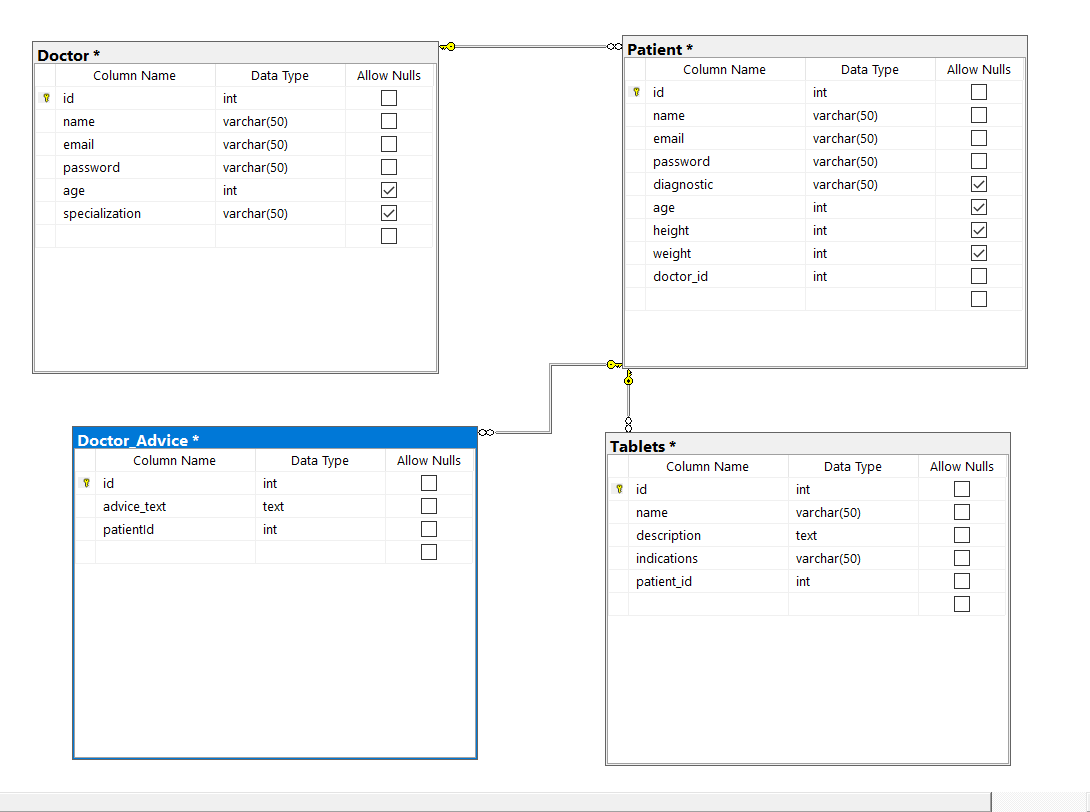 Doctor *
Column Name Data Type Allow Nulls
id int
name varchar(50)
email varchar(50)
password varchar(50)
age int
specialization varchar(50)
Patient *
Column Name Data Type Allow Nulls
id int
name varchar(50)
email varchar(50)
password varchar(50)
diagnostic varchar(50)
age int
height int
weight int
doctor_id int
Doctor_Advice *
Column Name Data Type Allow Nulls
id int
advice_text text
patientId int
Tablets *
Column Name Data Type Allow Nulls
id int
name varchar(50)
description text
indications varchar(50)
patient_id int